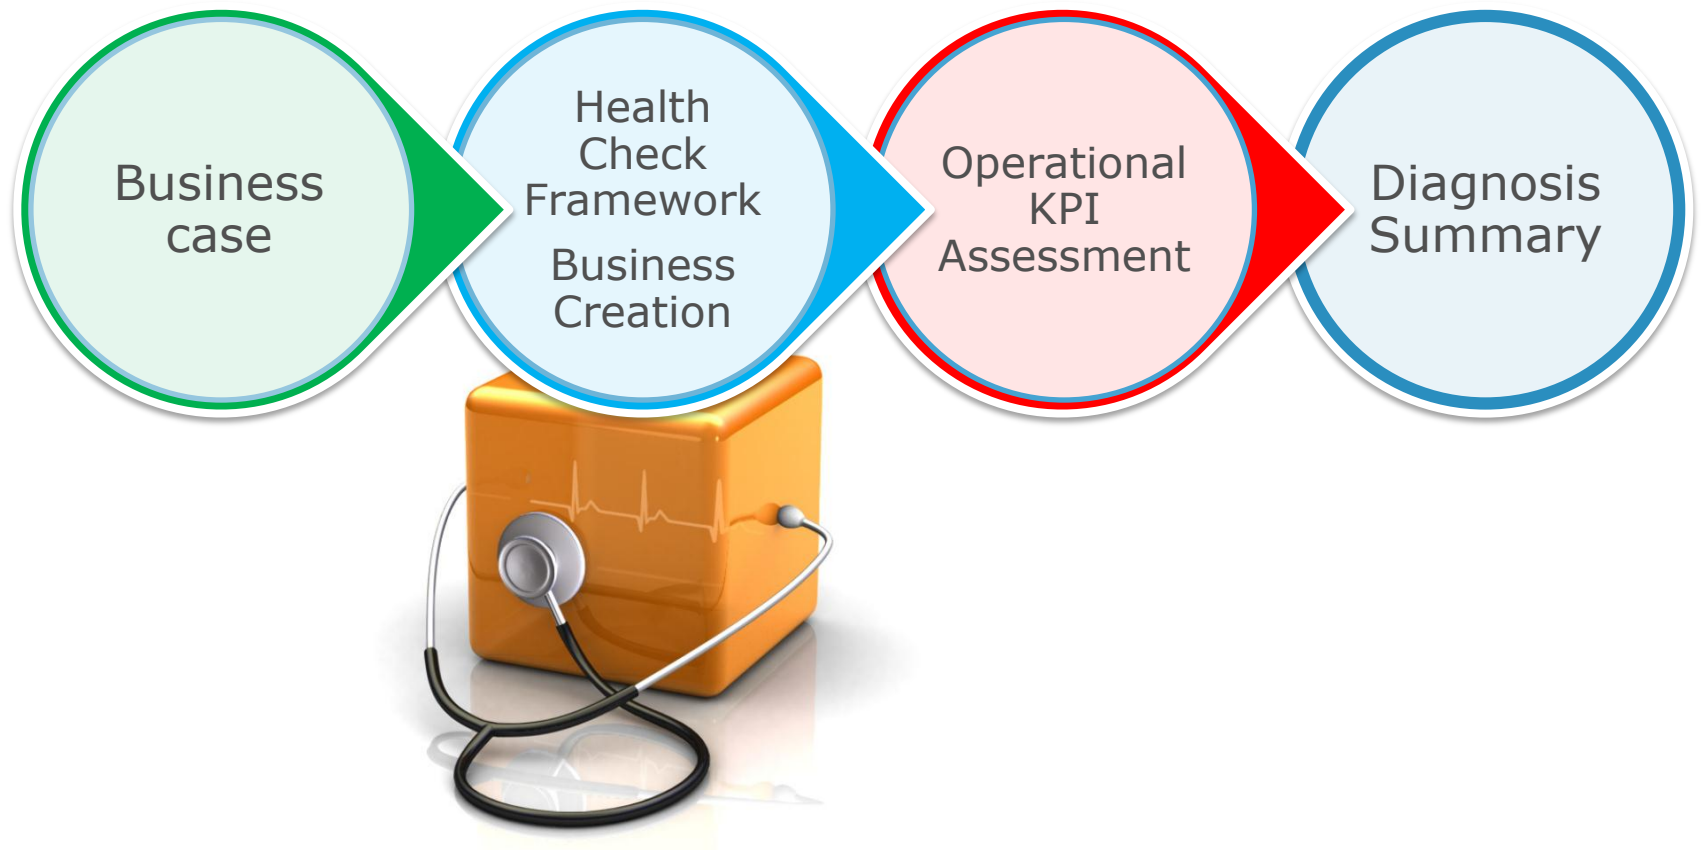 Business
case
Health
Check
Framework
Business
Creation
Operational
KPI
Assessment
Diagnosis
Summary